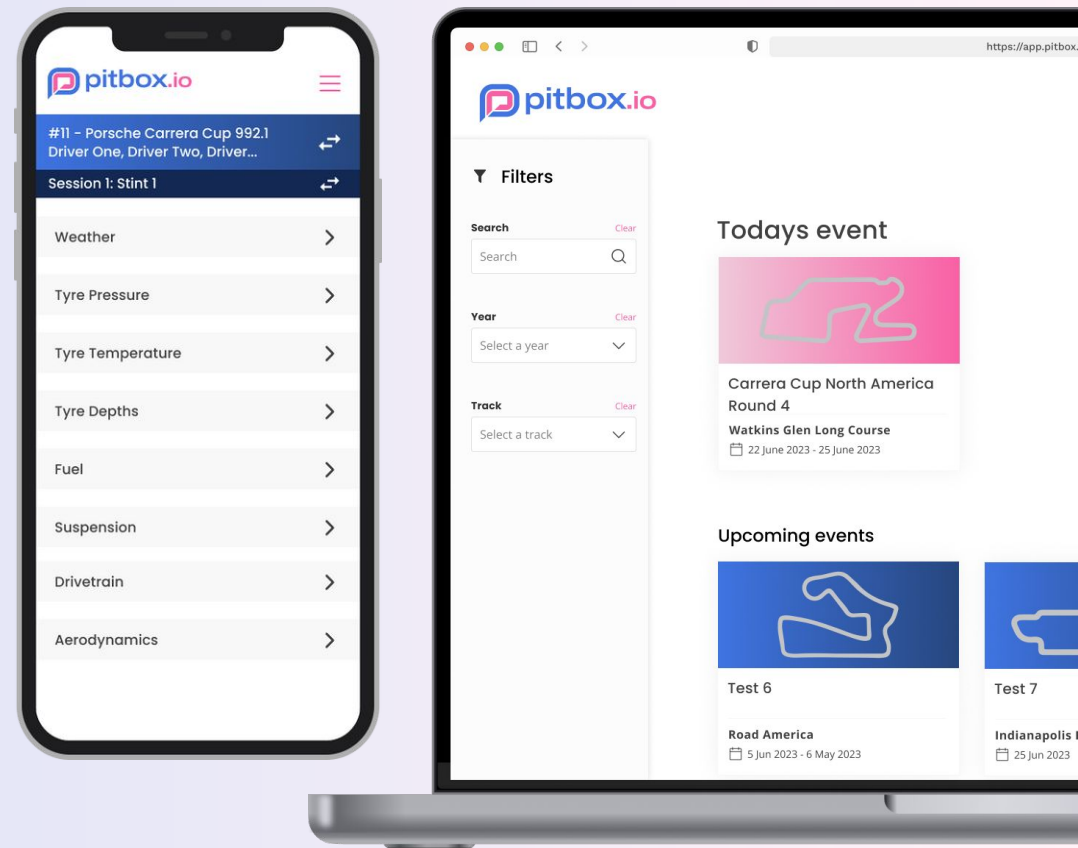 pitbox.io
#11 - Porsche Carrera Cup 992.1
Driver One, Driver Two, Driver...
Session 1: Stint 1
Weather
Tyre Pressure
Tyre Temperature
Tyre Depths
Fuel
Suspension
Drivetrain
Aerodynamics
https://app.pitbox.
pitbox.io
Filters
Search Clear
Search
Year Clear
Select a year
Track Clear
Select a track
Todays event
Carrera Cup North America
Round 4
Watkins Glen Long Course
22 June 2023 - 25 June 2023
Upcoming events
Test 6
Road America
5 Jun 2023 - 6 May 2023
Test 7
Indianapolis
25 Jun 2023